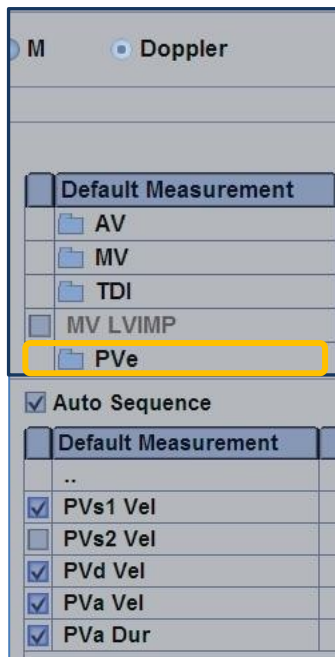 M Doppler
Default Measurement
AV
MV
TDI
MV LVIMP
PVe
Auto Sequence
Default Measurement
..
PVs1 Vel
PVs2 Vel
PVd Vel
PVa Vel
PVa Dur